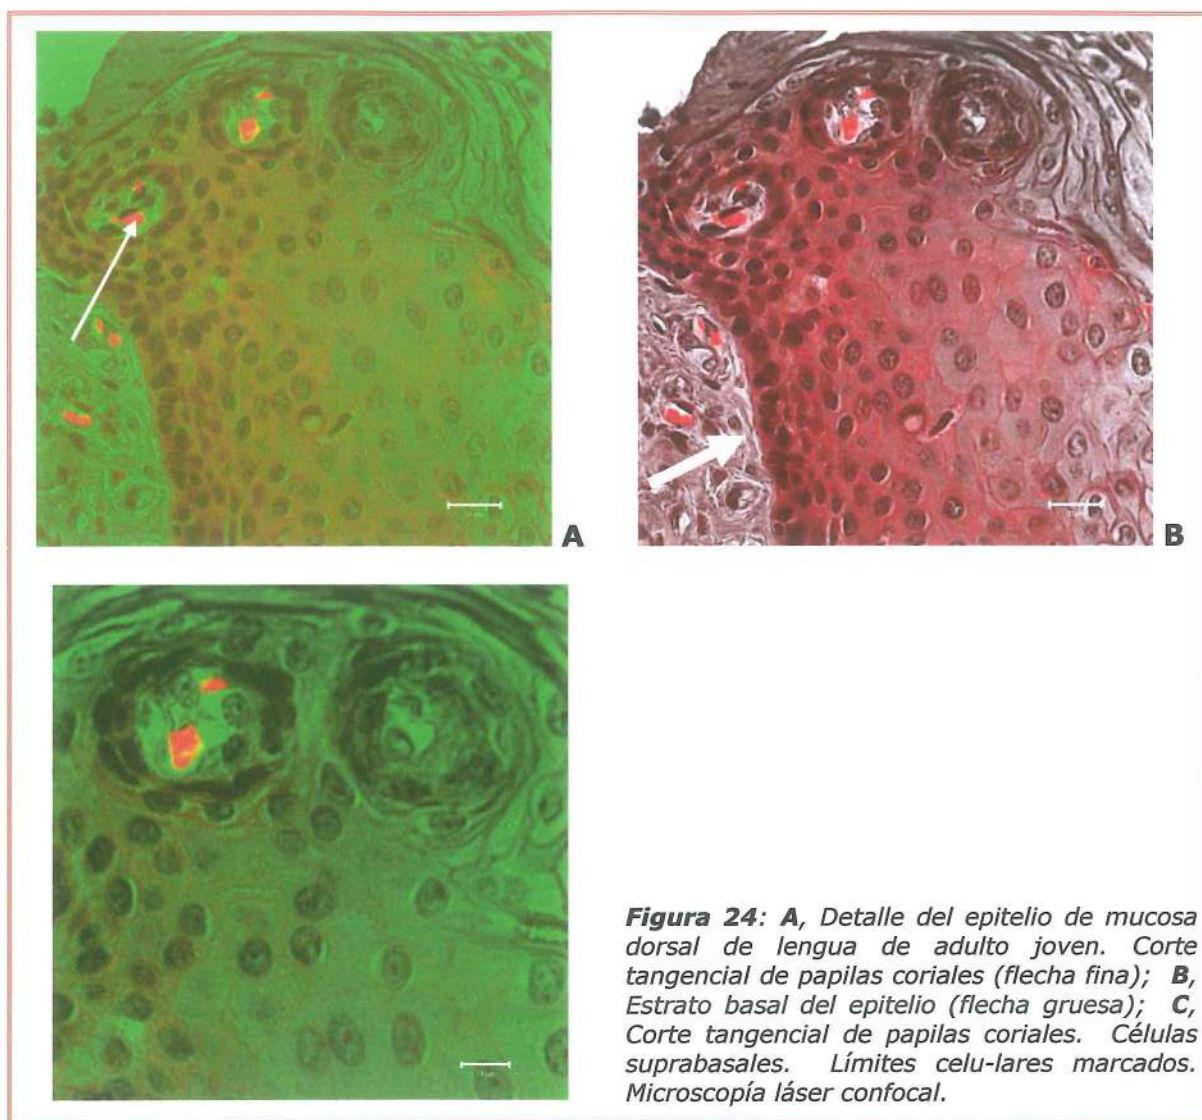 A
B
Figura 24: A, Detalle del epitelio de mucosa
dorsal de lengua de adulto joven. Corte
tangencial de papilas coriales (flecha fina); B,
Estrato basal del epitelio (flecha gruesa); C,
Corte tangencial de papilas coriales. Células
suprabasales. Límites celu-lares marcados.
Microscopía láser confocal.